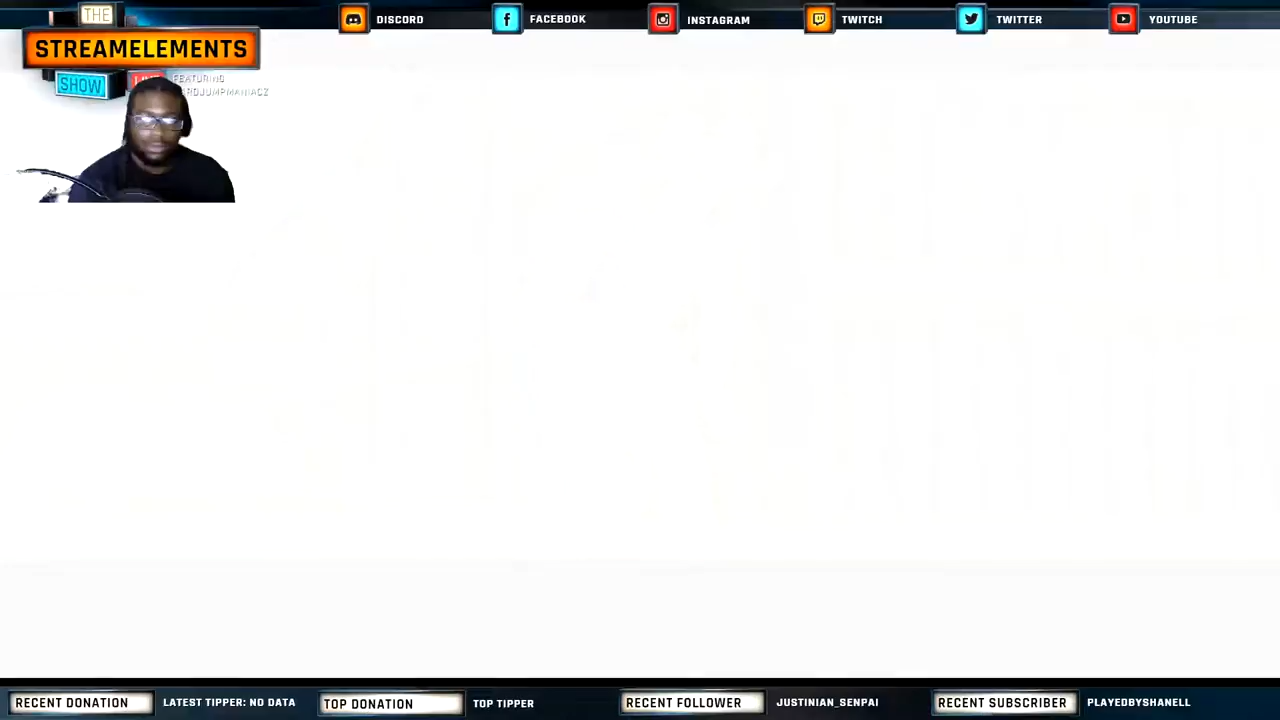 THE
STREAMELEMENTS
SHOW
FEATURING
DISCORD
FACEBOOK
INSTAGRAM
TWITCH
TWITTER
YOUTUBE
RECENT DONATION
LATEST TIPPER: NO DATA
TOP DONATION
TOP TIPPER
RECENT FOLLOWER
JUSTINIAN_SENPAI
RECENT SUBSCRIBER
PLAYEDBYSHANELL